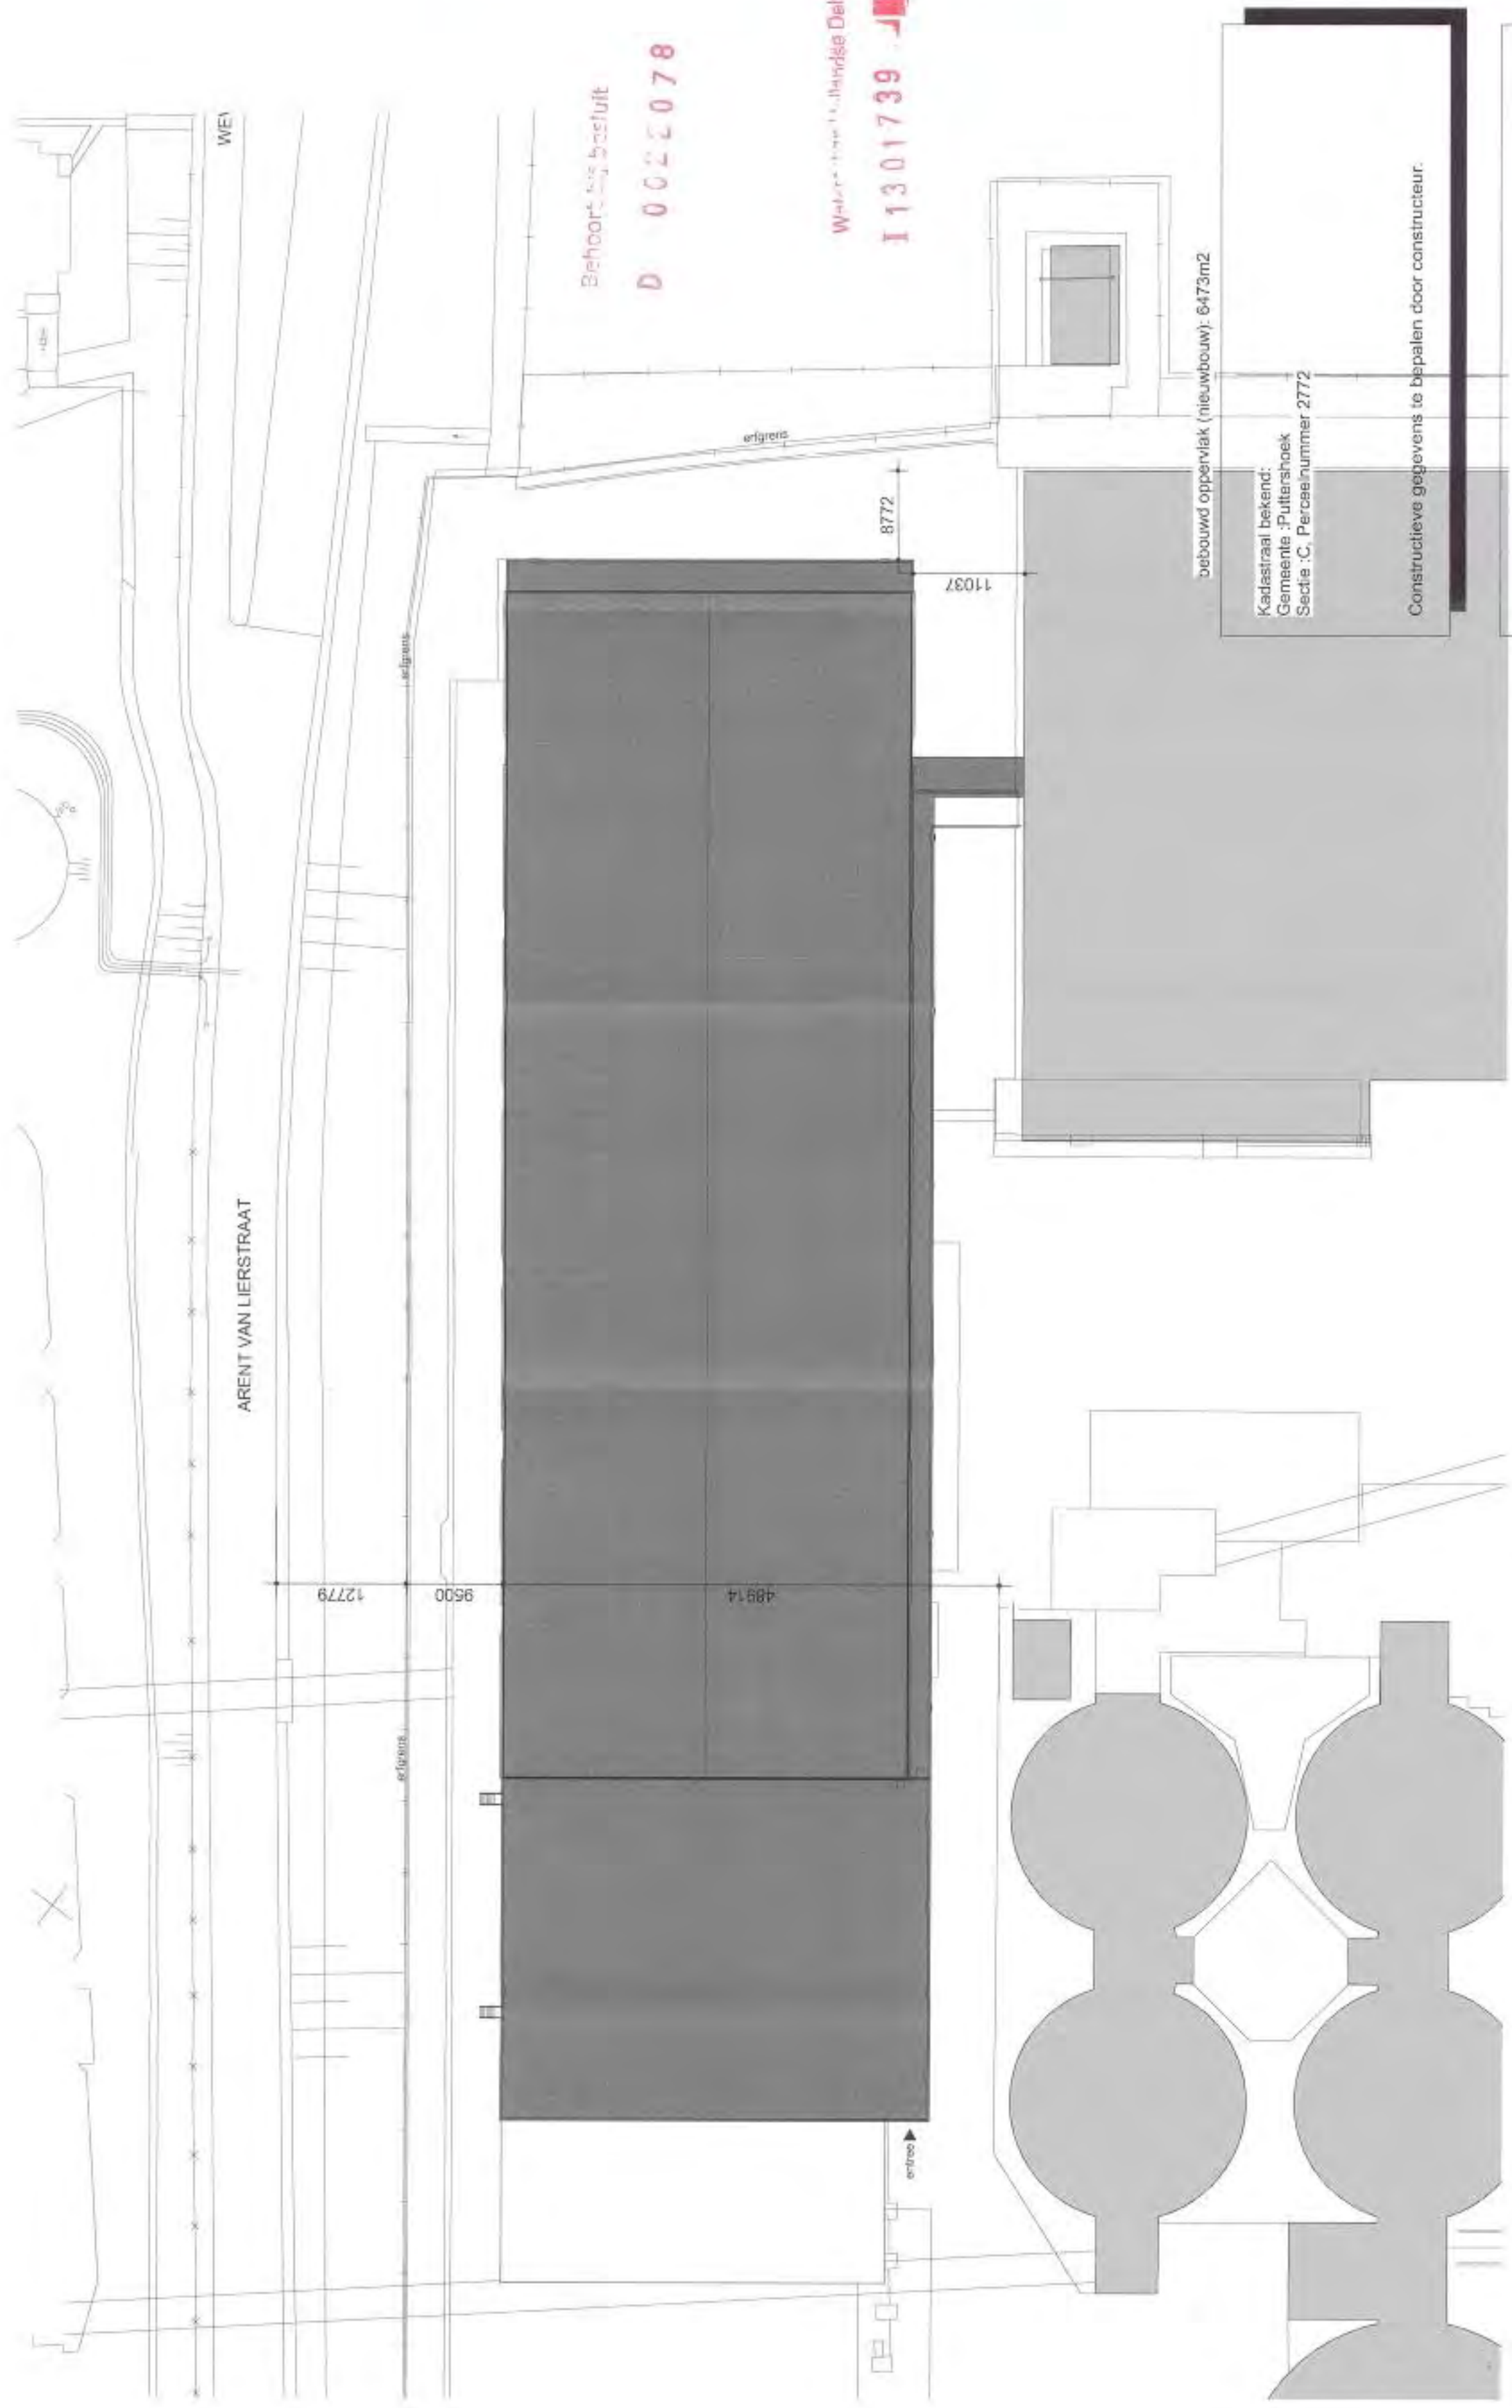 ARENT VAN LIERSTRAAT
erfgrens
erfgrens
erfgrens
12779
9500
48914
8772
11037
entree
Behoort bij besluit
D 0022078
I 1301739
bebouwd oppervlak (nieuwbouw): 6473m2
Kadastraal bekend:
Gemeente :Puttershoek
Sectie :C, Perceelnummer 2772
Constructieve gegevens te bepalen door constructeur.